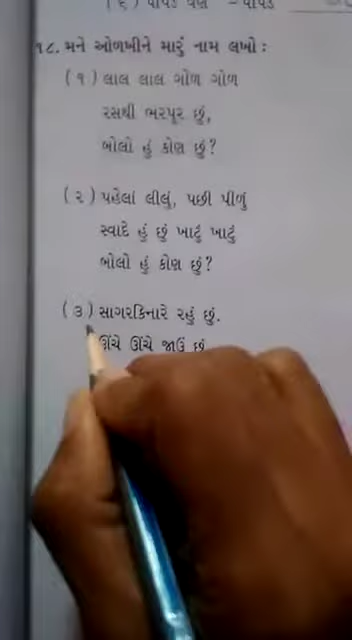 ૧૮. મને ઓળખીને મારું નામ લખો :
(૧) લાલ લાલ ગોળ ગોળ
રસથી ભરપૂર છું,
બોલો હું કોણ છું?
(૨) પહેલાં લીલું, પછી પીળું
સ્વાદે હું છું ખાટું ખાટું
બોલો હું કોણ છું?
(૩) સાગરકિનારે રહું છું.
ઊંચે ઊંચે જાઉં છું